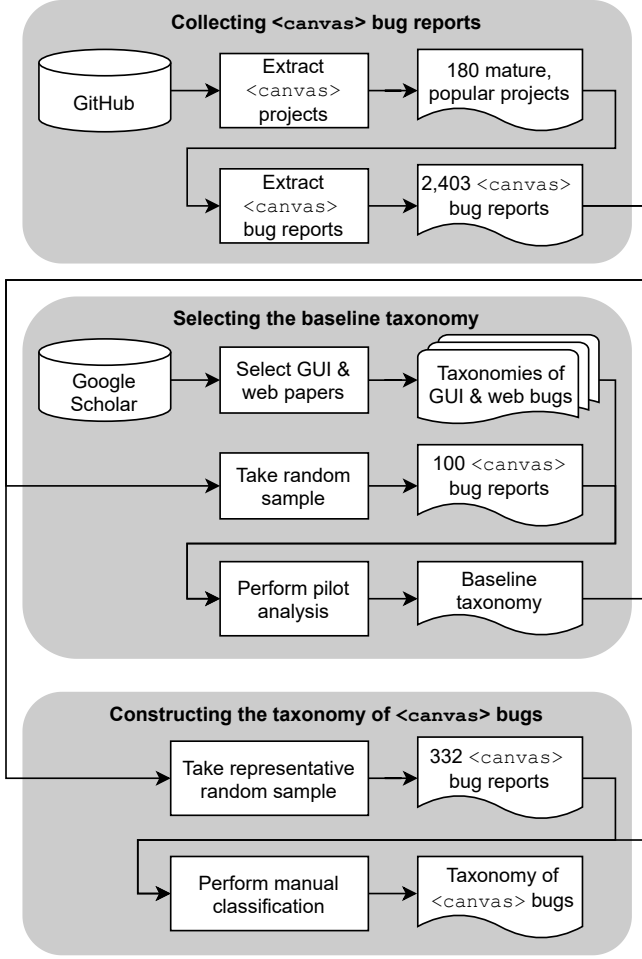 Collecting <canvas> bug reports
GitHub
Extract
<canvas>
projects
180 mature,
popular projects
Extract
<canvas>
bug reports
2,403 <canvas>
bug reports
Selecting the baseline taxonomy
Google
Scholar
Select GUI &
web papers
Taxonomies of
GUI & web bugs
Take random
sample
100 <canvas>
bug reports
Perform pilot
analysis
Baseline
taxonomy
Constructing the taxonomy of <canvas> bugs
Take representative
random sample
332 <canvas>
bug reports
Perform manual
classification
Taxonomy of
<canvas> bugs